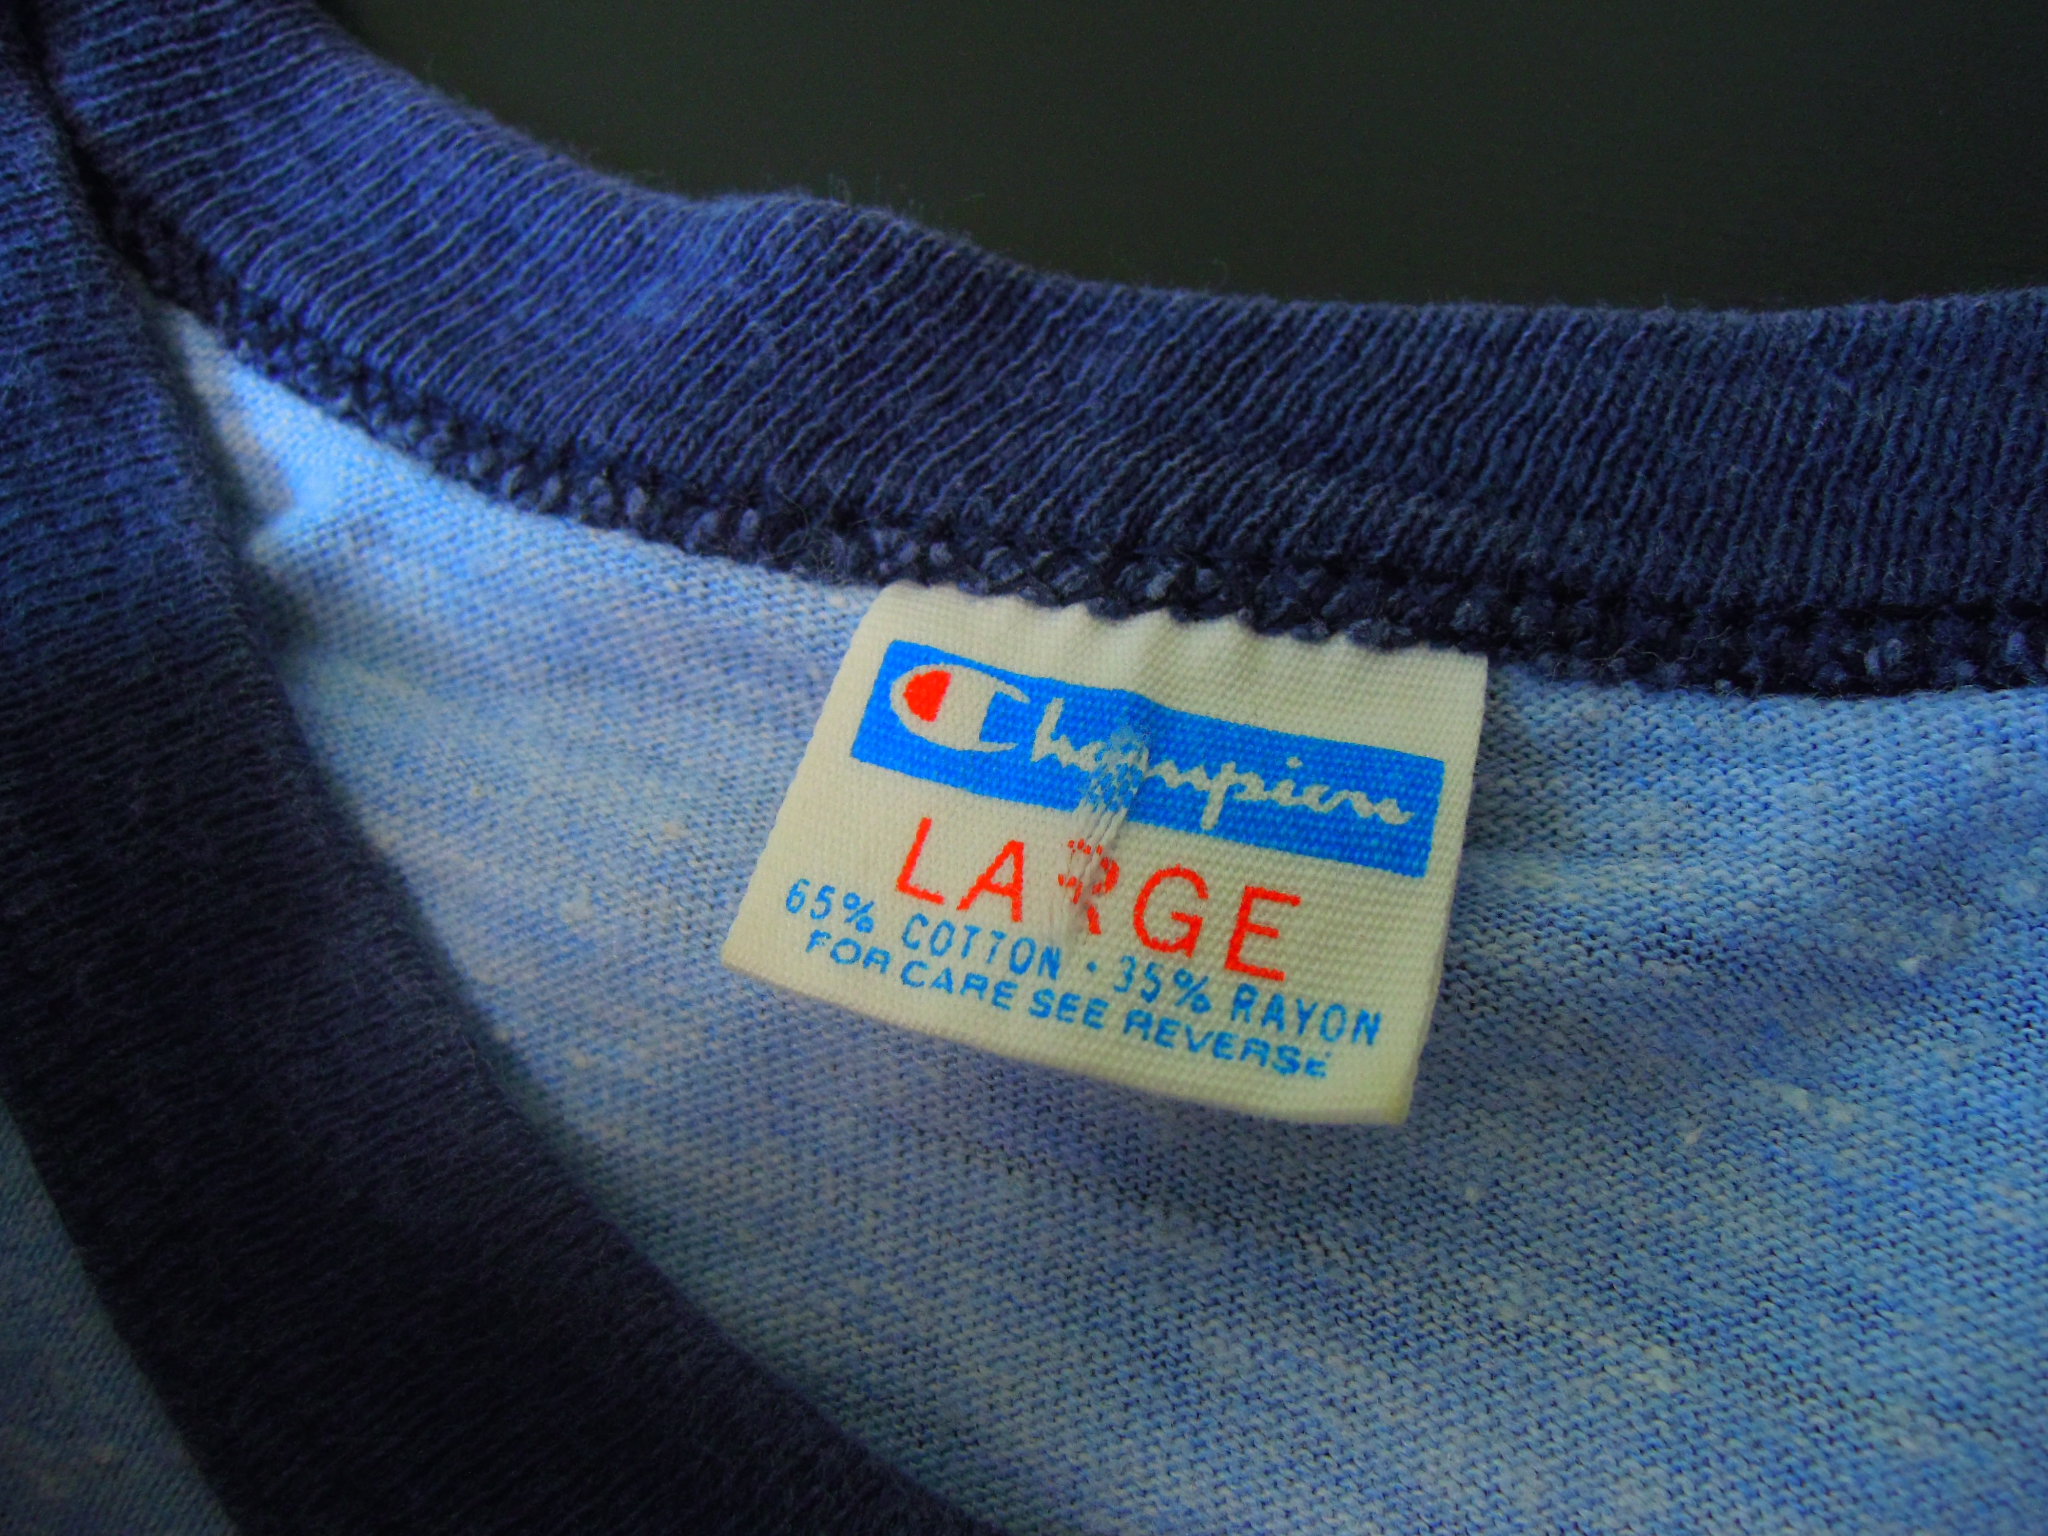 Champion
LARGE
65% COTTON · 35% RAYON
FOR CARE SEE REVERSE